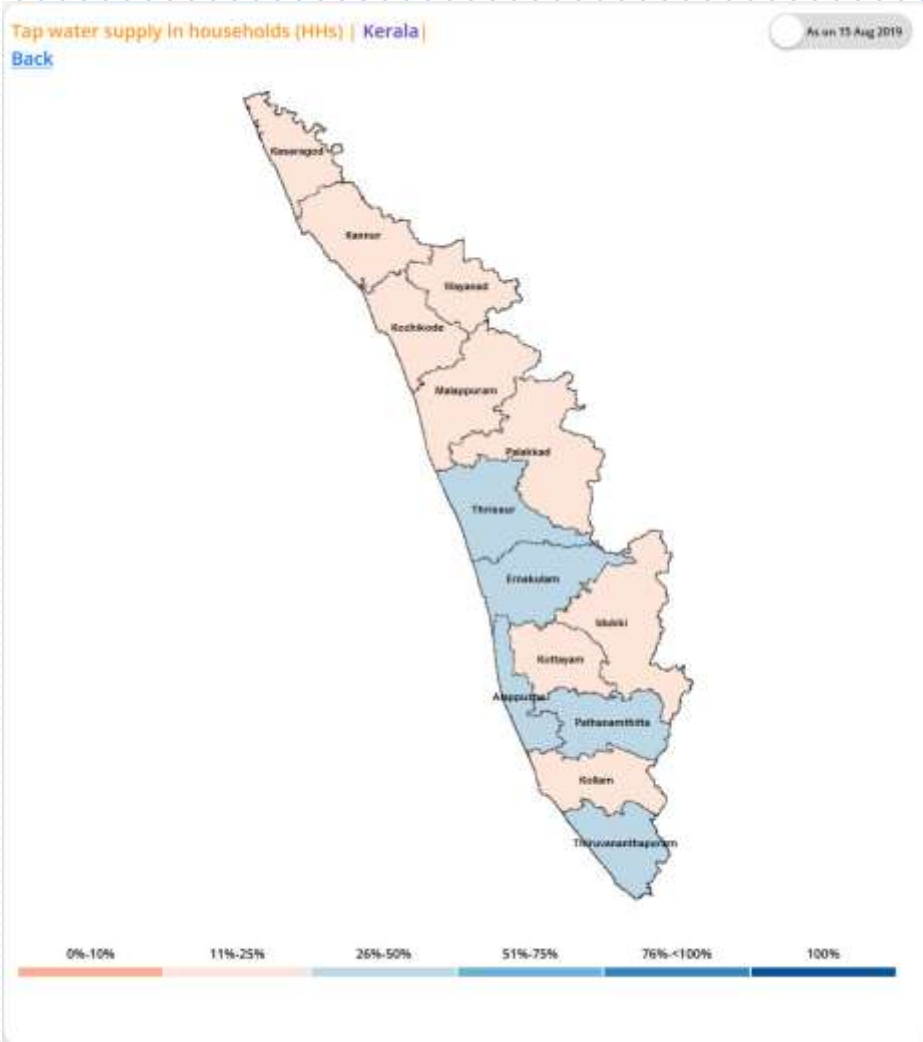 Tap water supply in households (HHs) | Kerala|
As on 15 Aug 2019
Back
Kasaragod
Kannur
Wayanad
Kozhikode
Malappuram
Palakkad
Thrissur
Ernakulam
Idukki
Kottayam
Alappuzha
Pathanamthitta
Kollam
Thiruvananthapuram
0%-10% 11%-25% 26%-50% 51%-75% 76%-<100% 100%